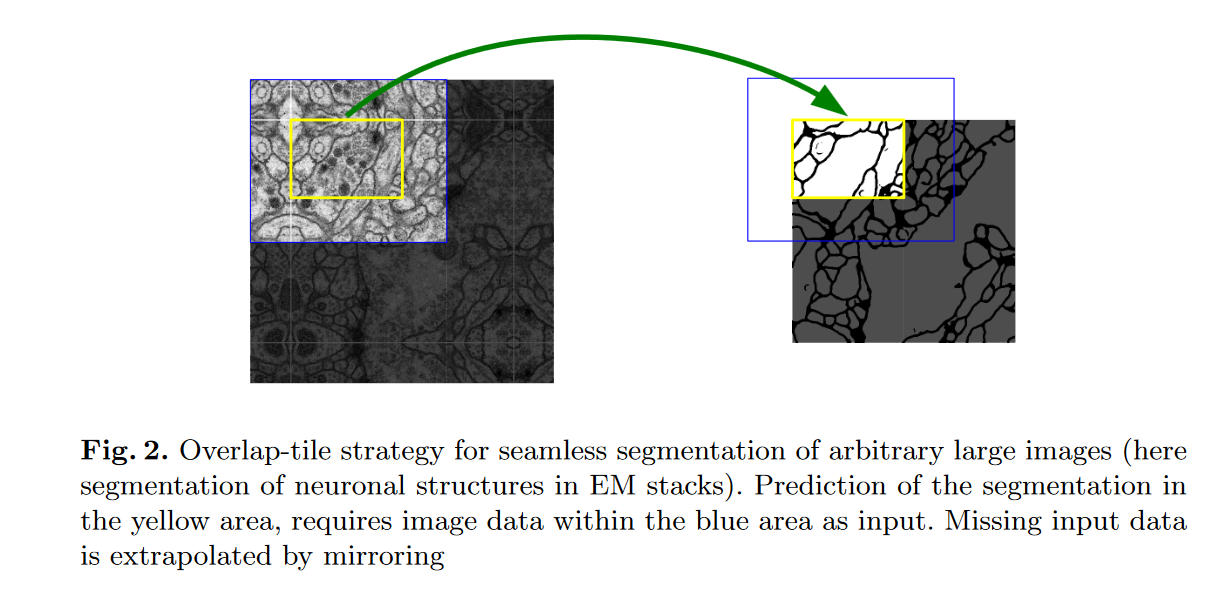 Fig. 2. Overlap-tile strategy for seamless segmentation of arbitrary large images (here
segmentation of neuronal structures in EM stacks). Prediction of the segmentation in
the yellow area, requires image data within the blue area as input. Missing input data
is extrapolated by mirroring